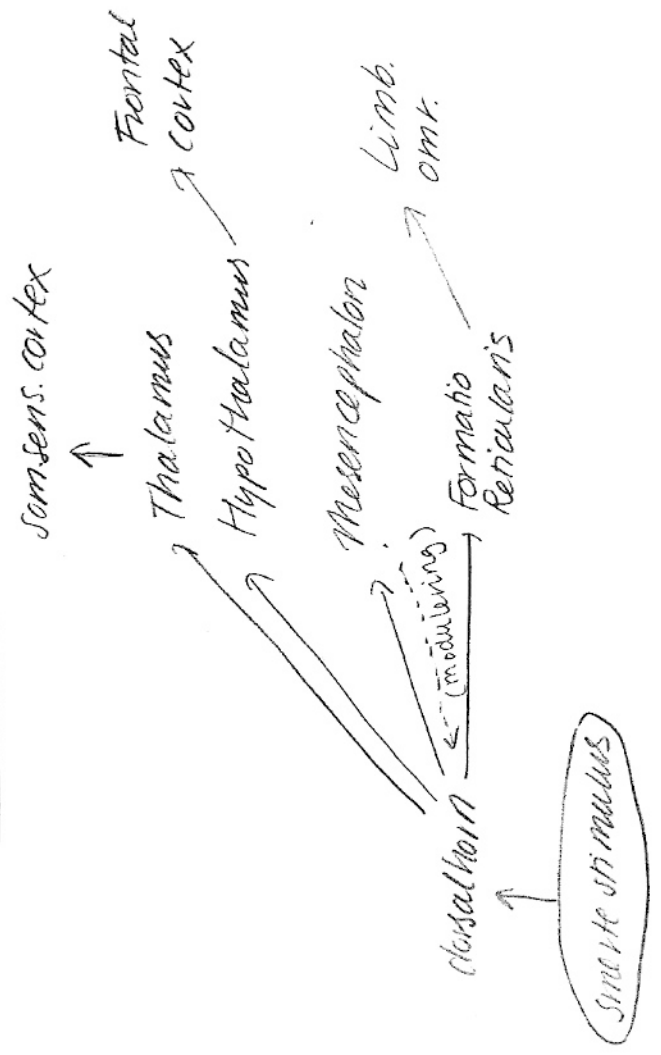 somsens. cortex
Thalamus
Frontal
cortex
Hypothalamus
Mesencephalon
Limb.
omr.
Formatio
Reticularis
(modulering)
dorsalhorn
smerte stimulus